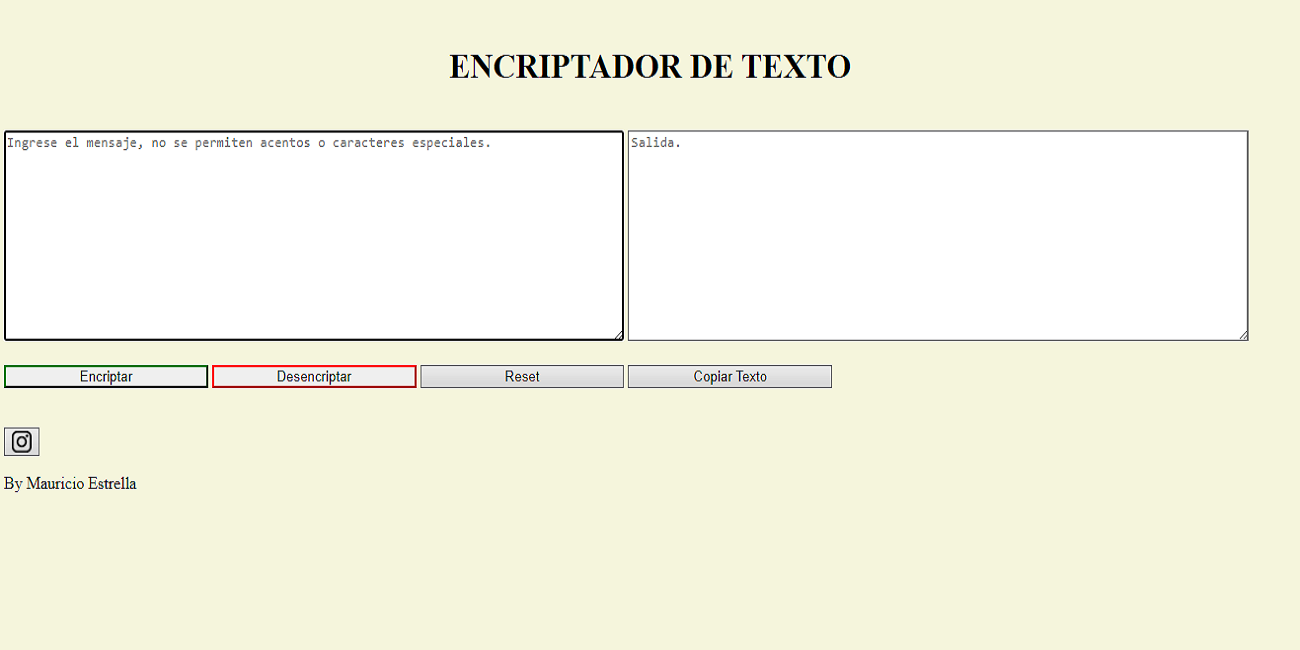 ENCRIPTADOR DE TEXTO
Ingrese el mensaje, no se permiten acentos o caracteres especiales.
Salida.
Encriptar
Desencriptar
Reset
Copiar Texto
By Mauricio Estrella